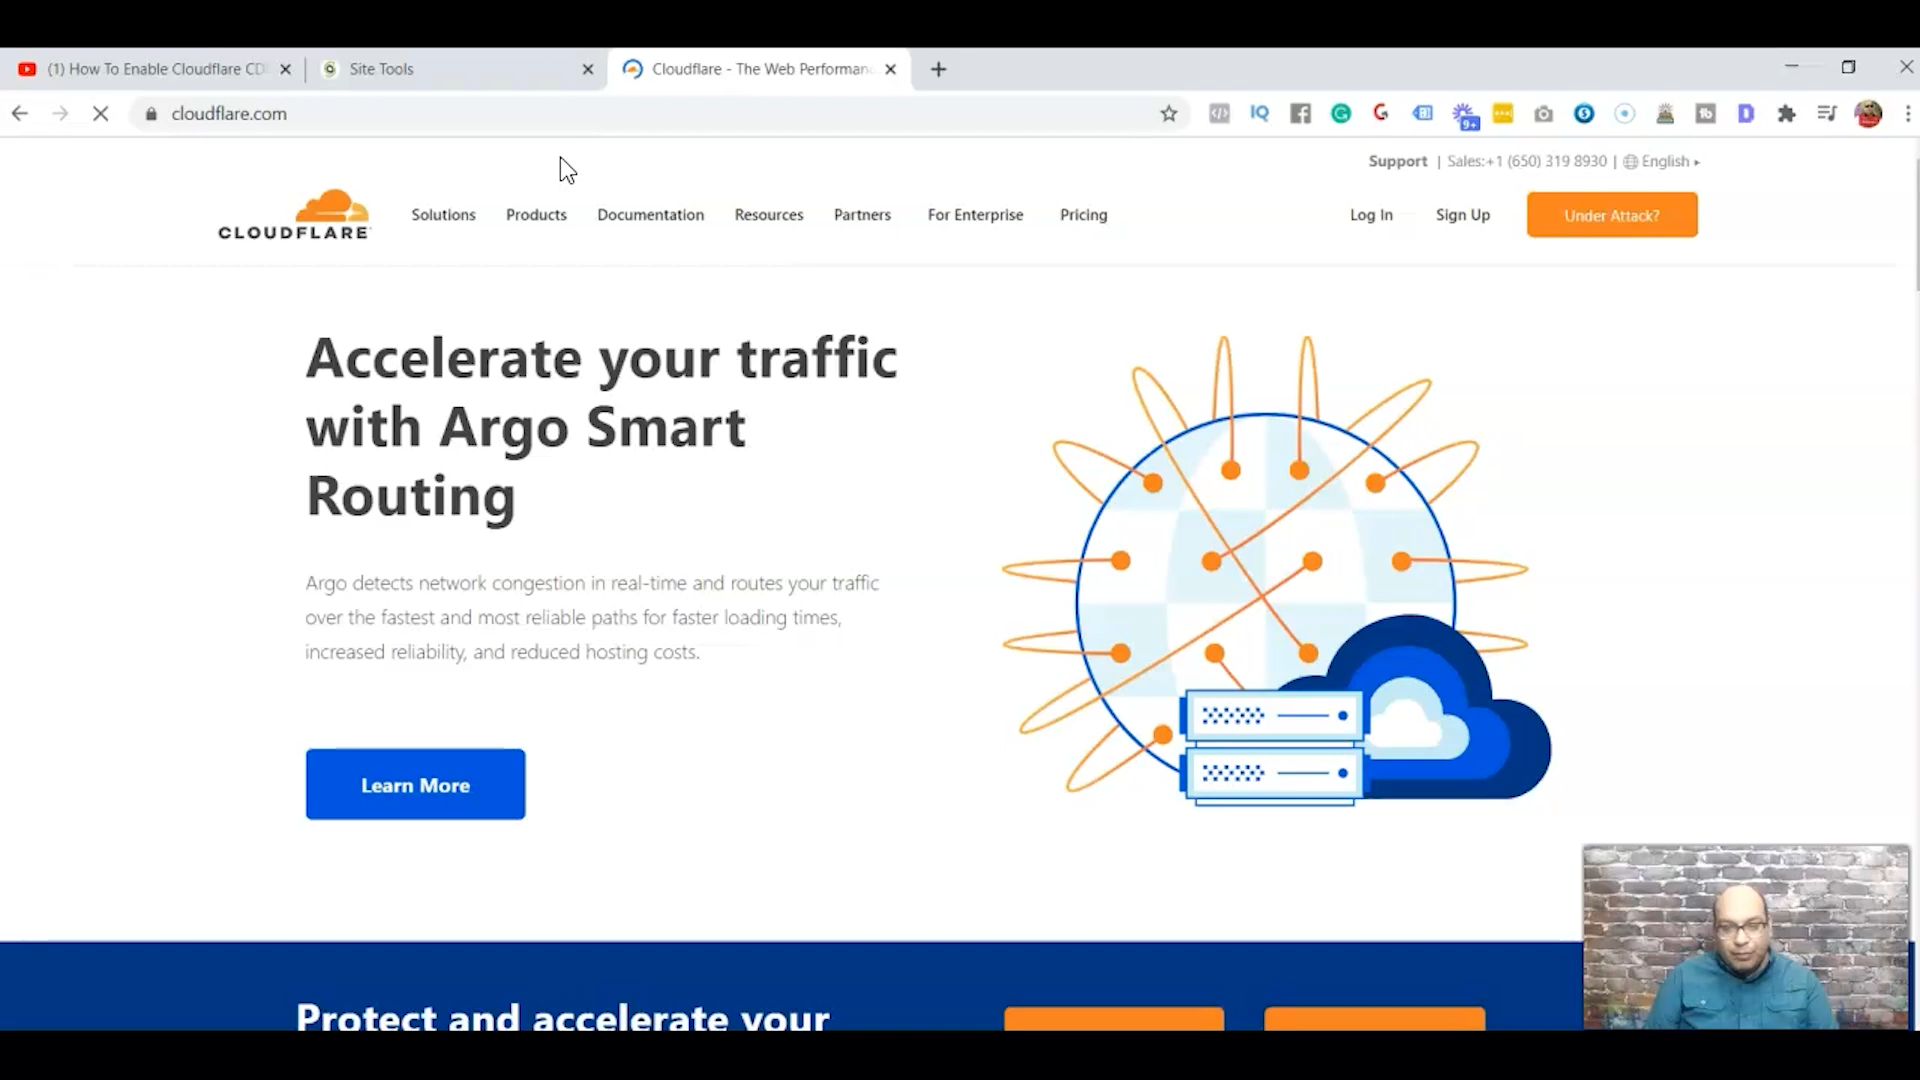 (1) How To Enable Cloudflare CD
Site Tools
Cloudflare - The Web Performan
cloudflare.com
IQ
G
9+
tb
D
Support | Sales:+1 (650) 319 8930 | English
CLOUDFLARE
Solutions
Products
Documentation
Resources
Partners
For Enterprise
Pricing
Log In
Sign Up
Under Attack?
Accelerate your traffic
with Argo Smart
Routing
Argo detects network congestion in real-time and routes your traffic
over the fastest and most reliable paths for faster loading times,
increased reliability, and reduced hosting costs.
Learn More
Protect and accelerate your